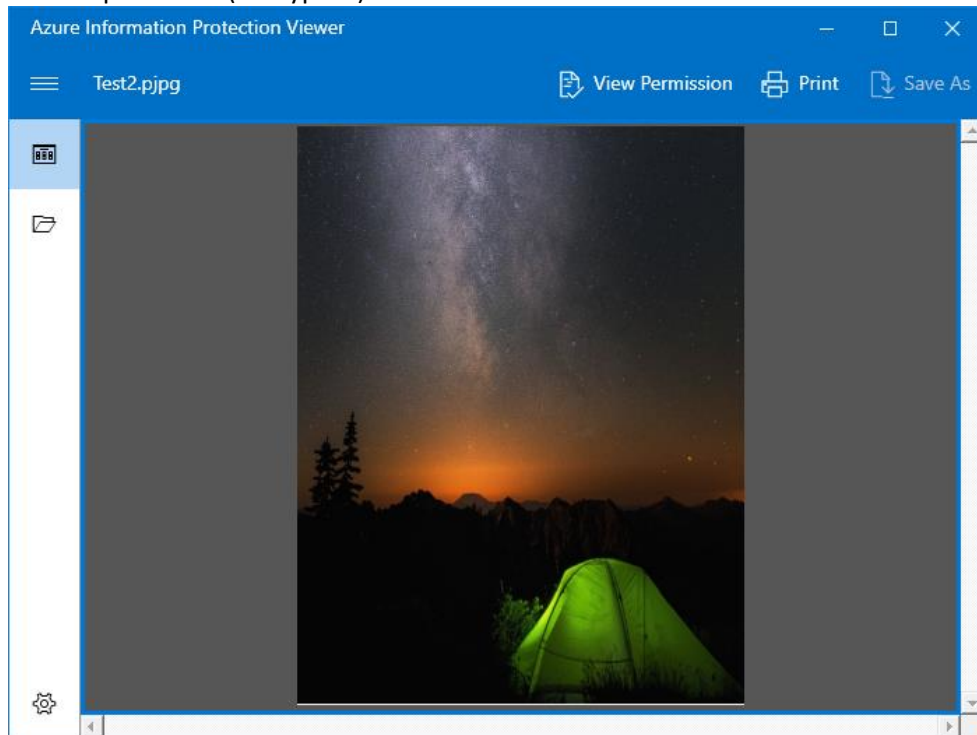 Azure Information Protection Viewer
Test2.pjpg
View Permission
Print
Save As